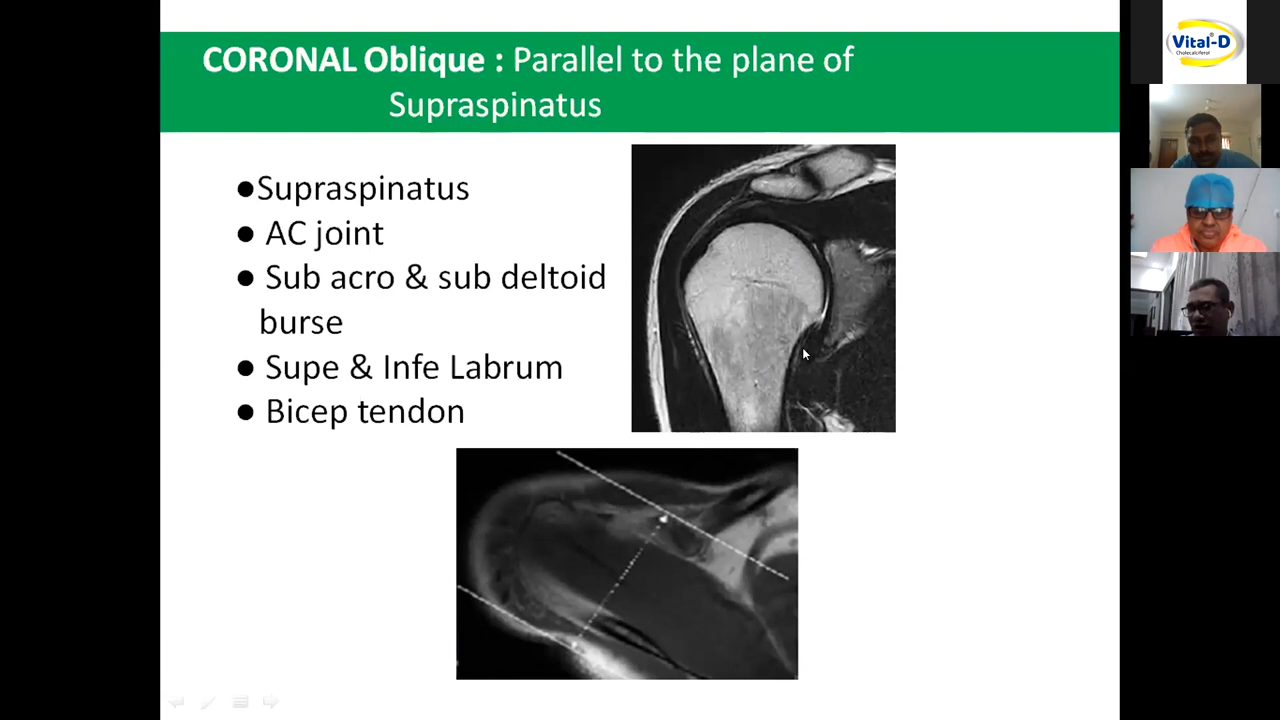 CORONAL Oblique : Parallel to the plane of
Supraspinatus
●Supraspinatus
● AC joint
● Sub acro & sub deltoid
burse
● Supe & Infe Labrum
● Bicep tendon
Vital-D
Cholecalciferol